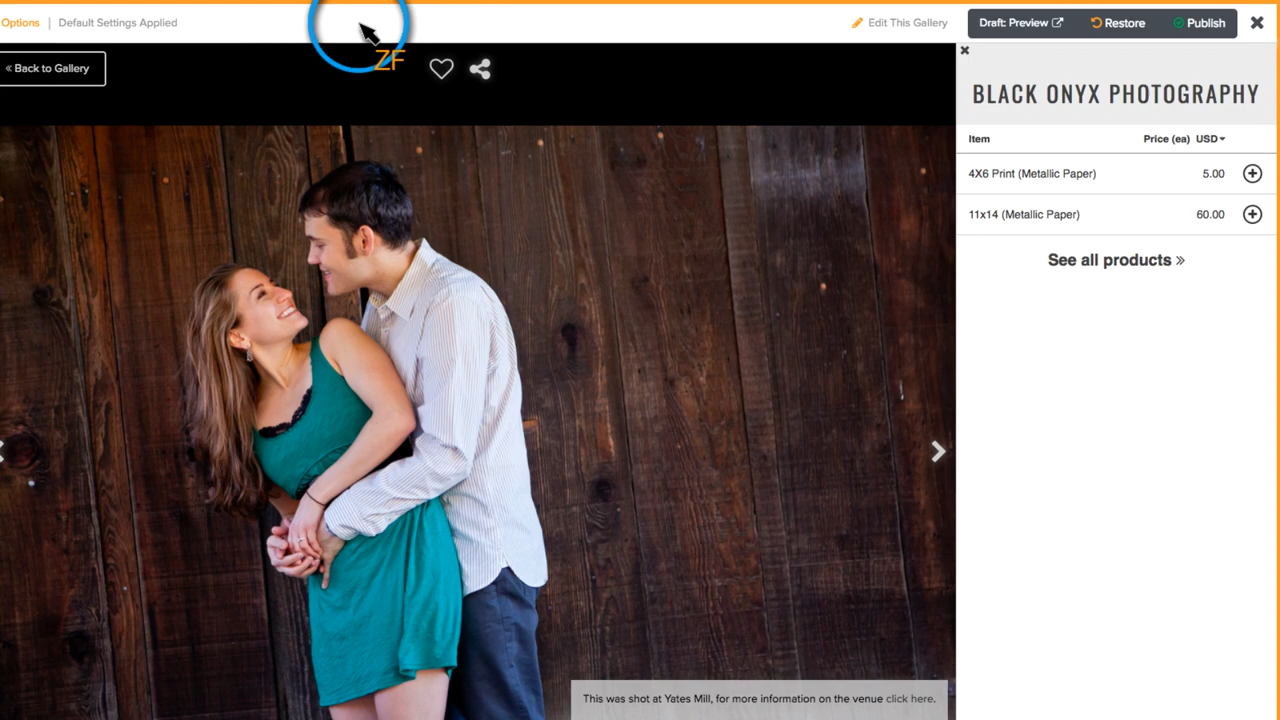 Options | Default Settings Applied
Edit This Gallery
Draft: Preview
Restore
Publish
ZF
« Back to Gallery
BLACK ONYX PHOTOGRAPHY
Item Price (ea) USD
4X6 Print (Metallic Paper) 5.00
11x14 (Metallic Paper) 60.00
See all products »
This was shot at Yates Mill, for more information on the venue click here.